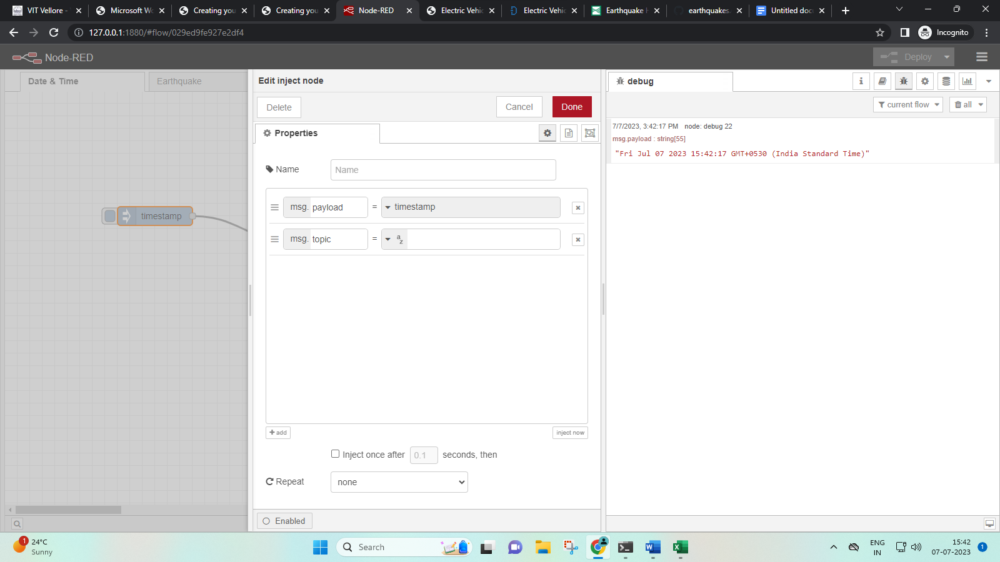 VIT Vellore -
Microsoft Wo
Creating you
Creating you
Node-RED
Electric Vehic
Electric Vehic
Earthquake H
earthquakes.
Untitled doc
127.0.0.1:1880/#flow/029ed9fe927e2df4
Incognito
Node-RED
Deploy
Date & Time
Earthquake
Edit inject node
debug
Delete
Cancel
Done
current flow
all
Properties
7/7/2023, 3:42:17 PM node: debug 22
msg.payload : string[55]
"Fri Jul 07 2023 15:42:17 GMT+0530 (India Standard Time)"
Name
Name
msg. payload = timestamp
timestamp
msg. topic = a z
add
inject now
Inject once after 0.1 seconds, then
Repeat
none
Enabled
1
24°C
Sunny
Search
ENG
IN
15:42
07-07-2023
1